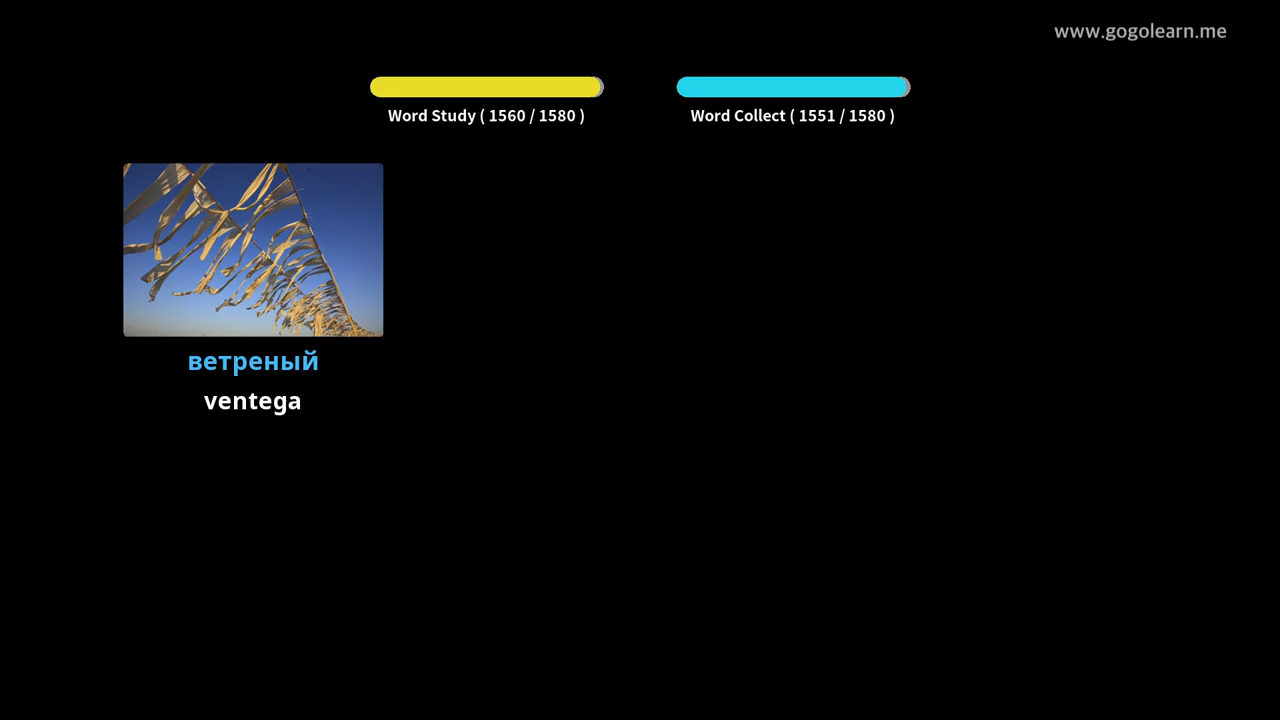 www.gogolearn.me
Word Study ( 1560 / 1580 )
Word Collect ( 1551 / 1580 )
ветреный
ventega